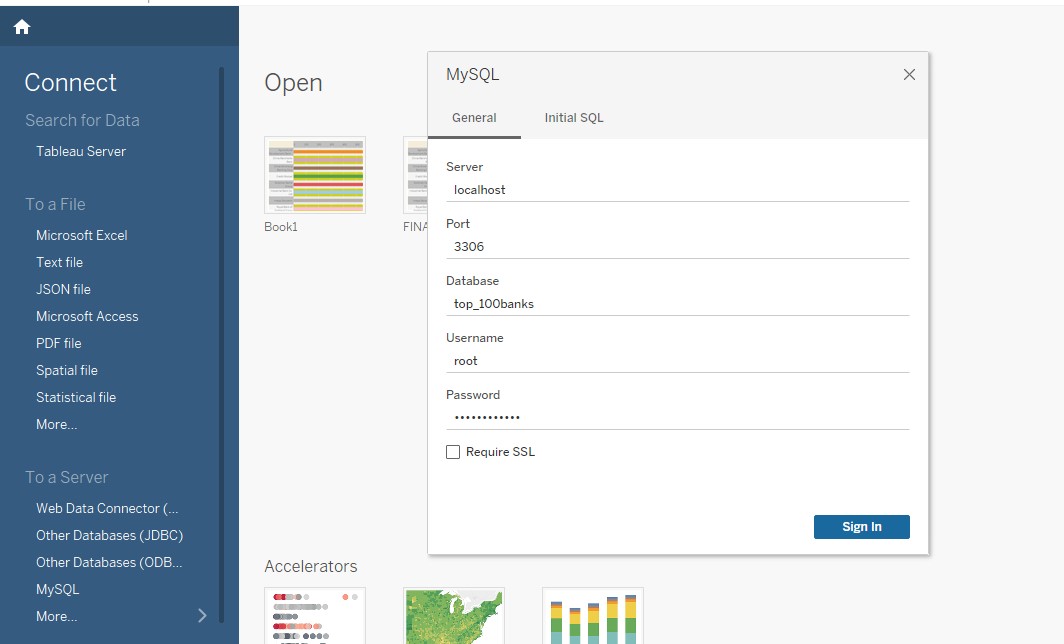 Connect
Search for Data
Tableau Server
To a File
Microsoft Excel
Text file
JSON file
Microsoft Access
PDF file
Spatial file
Statistical file
More...
To a Server
Web Data Connector (...
Other Databases (JDBC)
Other Databases (ODB...
MySQL
More...
Open
Book1
FINA
MySQL
General
Initial SQL
Server
localhost
Port
3306
Database
top_100banks
Username
root
Password
••••••••••••
Require SSL
Sign In
Accelerators